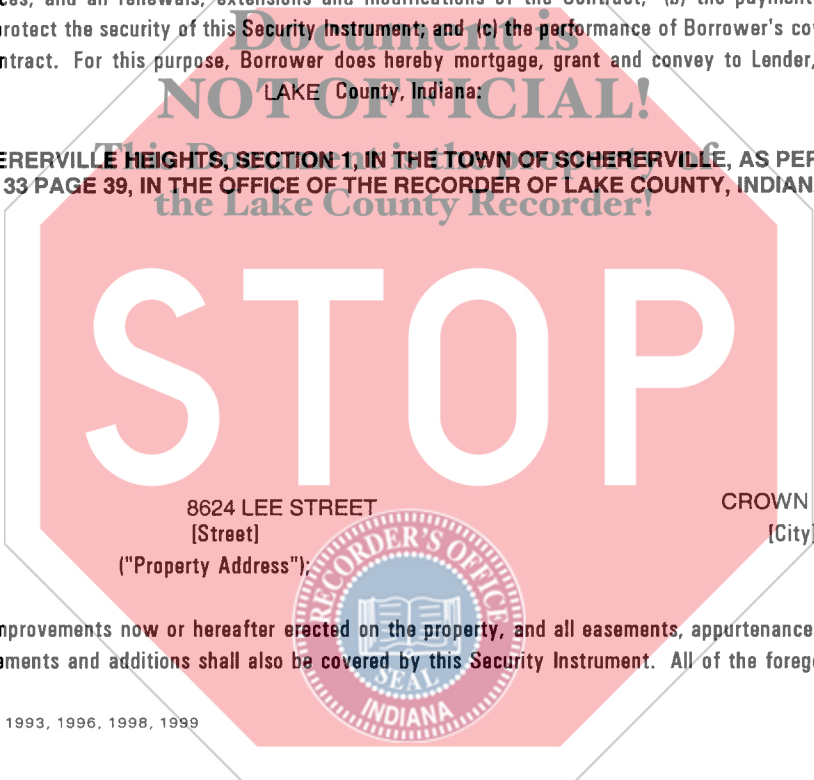 ces, and all renewals, extensions and modifications of the Contract; (b) the payment
protect the security of this Security Instrument; and (c) the performance of Borrower's cov
ntract. For this purpose, Borrower does hereby mortgage, grant and convey to Lender,
Document is
NOT OFFICIAL!
LAKE County, Indiana:
This Document is the property of
the Lake County Recorder!
ERERVILLE HEIGHTS, SECTION 1, IN THE TOWN OF SCHERERVILLE, AS PER
33 PAGE 39, IN THE OFFICE OF THE RECORDER OF LAKE COUNTY, INDIAN
STOP
8624 LEE STREET CROWN
[Street] [City]
("Property Address");
RECORDER'S OFFICE
SEAL
INDIANA
mprovements now or hereafter erected on the property, and all easements, appurtenance
ements and additions shall also be covered by this Security Instrument. All of the forego
1993, 1996, 1998, 1999